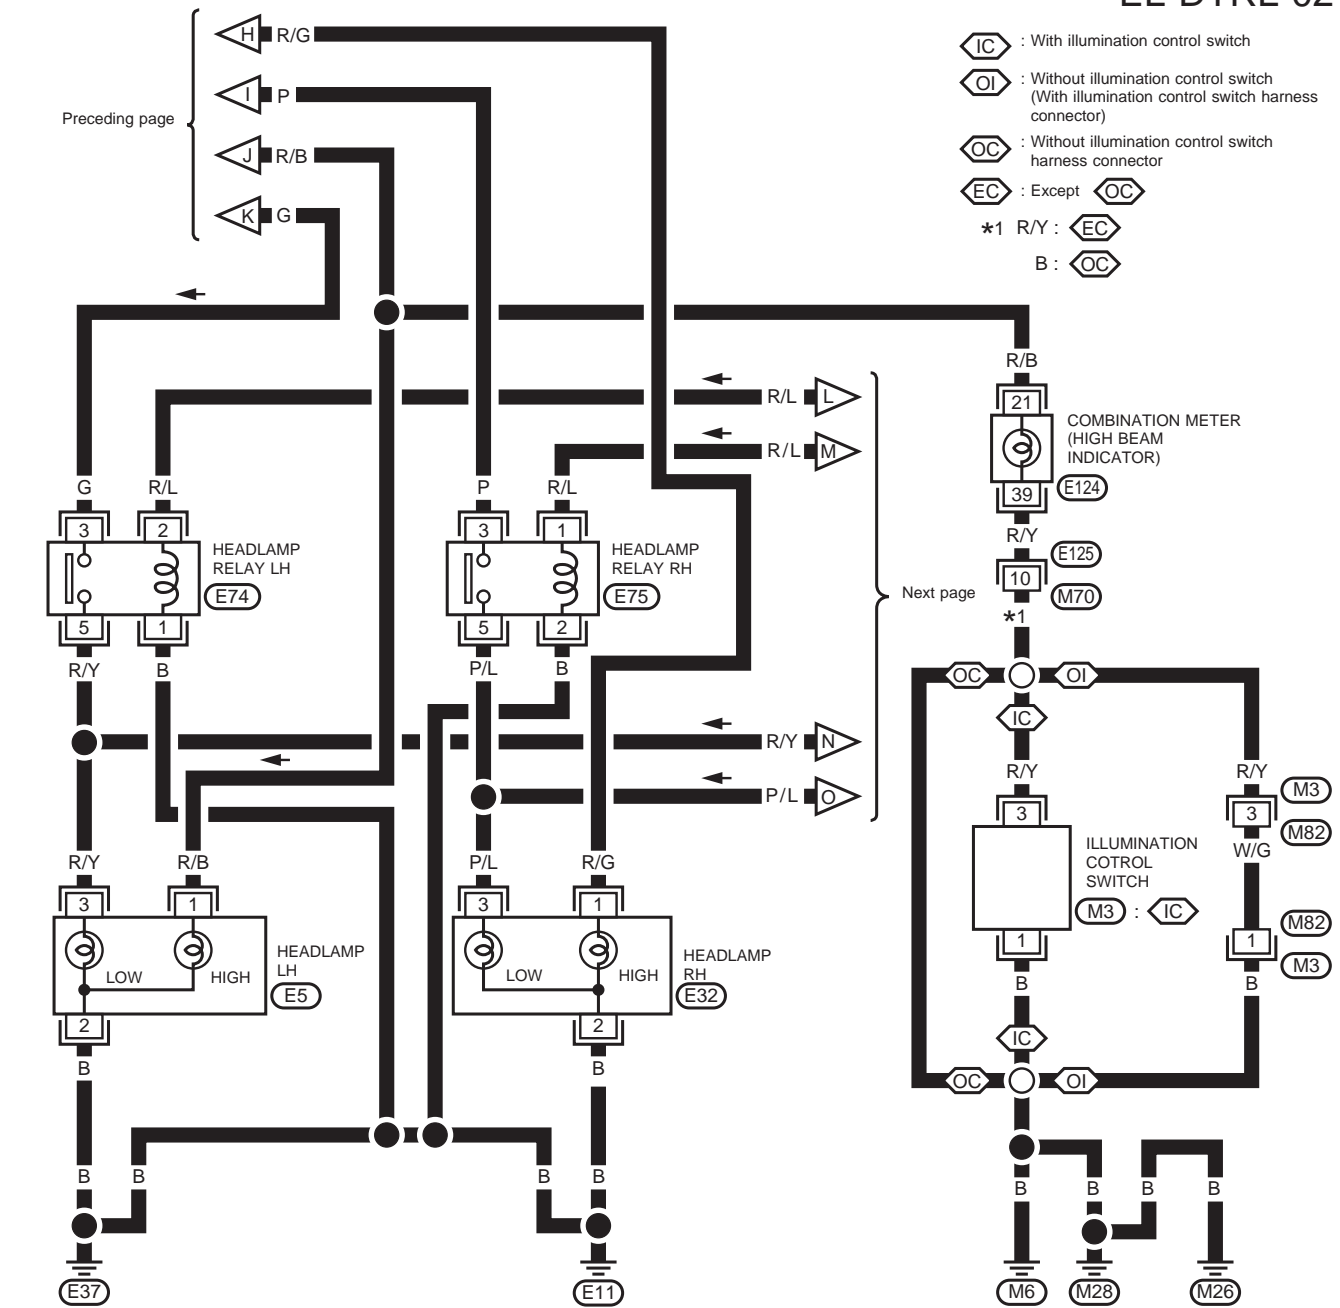 EL-DTRL-02
H R/G
I P
J R/B
K G
Preceding page
IC : With illumination control switch
OI : Without illumination control switch
(With illumination control switch harness
connector)
OC : Without illumination control switch
harness connector
EC : Except OC
*1 R/Y : EC
B : OC
R/B
R/L L
21
COMBINATION METER
(HIGH BEAM
INDICATOR)
R/L M
G R/L P R/L
39 E124
3 2 3 1
R/Y
HEADLAMP
RELAY LH
E74
HEADLAMP
RELAY RH
E75
E125
10
M70
Next page
*1
5 1 5 2
R/Y B P/L B
OC OI
IC
R/Y N
R/Y R/Y
P/L O
M3
3 3
M82
W/G
R/Y R/B P/L R/G
ILLUMINATION
COTROL
SWITCH
M3 : IC
3 1 3 1
M82
1 1
M3
LOW HIGH
HEADLAMP
LH
E5
LOW HIGH
HEADLAMP
RH
E32
B B
2 2
IC
B B
OC OI
B B B B
B B B B
E37 E11 M6 M28 M26